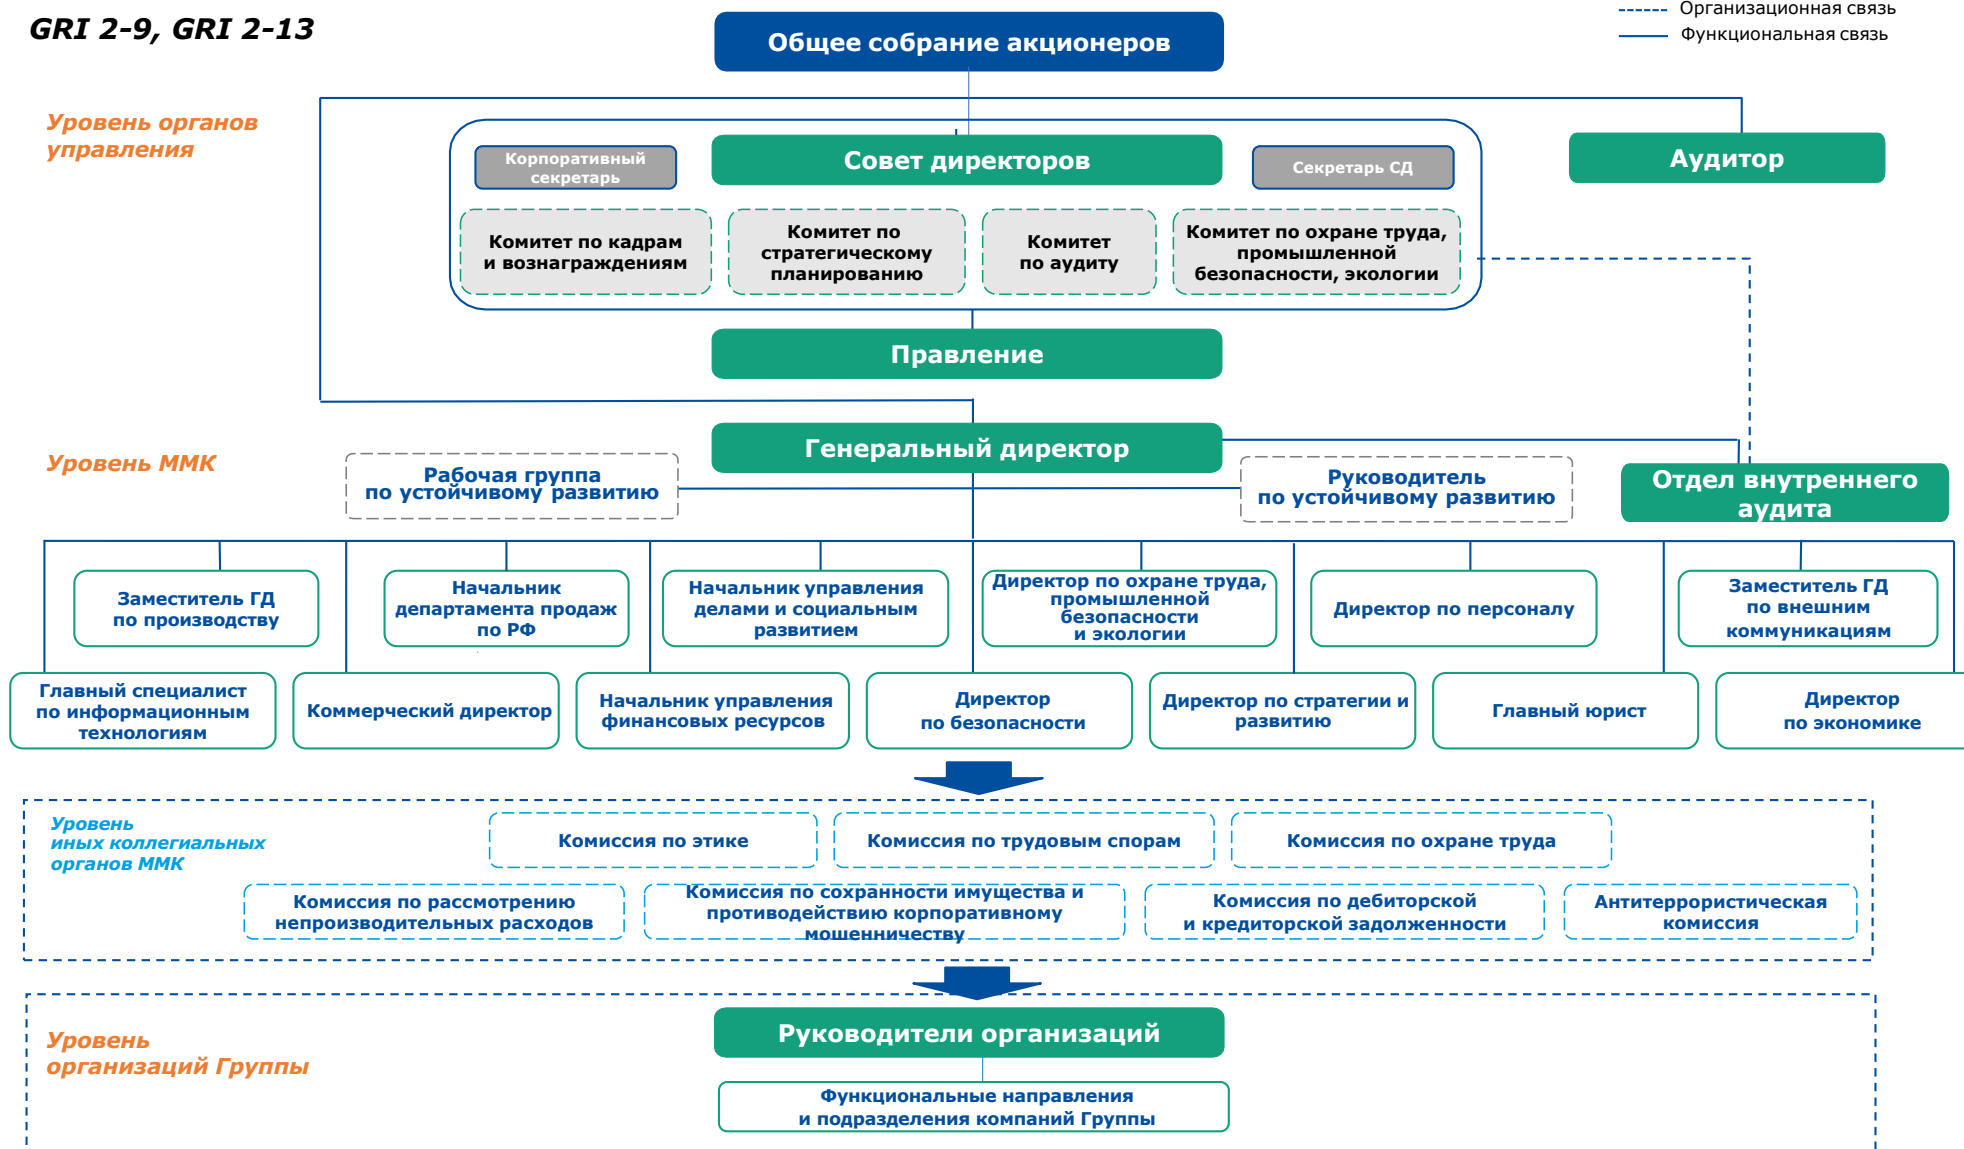 GRI 2-9, GRI 2-13
Организационная связь
Функциональная связь
Общее собрание акционеров
Уровень органов
управления
Корпоративный
секретарь
Совет директоров
Секретарь СД
Аудитор
Комитет по кадрам
и вознаграждениям
Комитет по
стратегическому
планированию
Комитет
по аудиту
Комитет по охране труда,
промышленной
безопасности, экологии
Правление
Уровень ММК
Генеральный директор
Рабочая группа
по устойчивому развитию
Руководитель
по устойчивому развитию
Отдел внутреннего
аудита
Заместитель ГД
по производству
Начальник
департамента продаж
по РФ
Начальник управления
делами и социальным
развитием
Директор по охране труда,
промышленной
безопасности
и экологии
Директор по персоналу
Заместитель ГД
по внешним
коммуникациям
Главный специалист
по информационным
технологиям
Коммерческий директор
Начальник управления
финансовых ресурсов
Директор
по безопасности
Директор по стратегии и
развитию
Главный юрист
Директор
по экономике
Уровень
иных коллегиальных
органов ММК
Комиссия по этике
Комиссия по трудовым спорам
Комиссия по охране труда
Комиссия по рассмотрению
непроизводительных расходов
Комиссия по сохранности имущества и
противодействию корпоративному
мошенничеству
Комиссия по дебиторской
и кредиторской задолженности
Антитеррористическая
комиссия
Уровень
организаций Группы
Руководители организаций
Функциональные направления
и подразделения компаний Группы